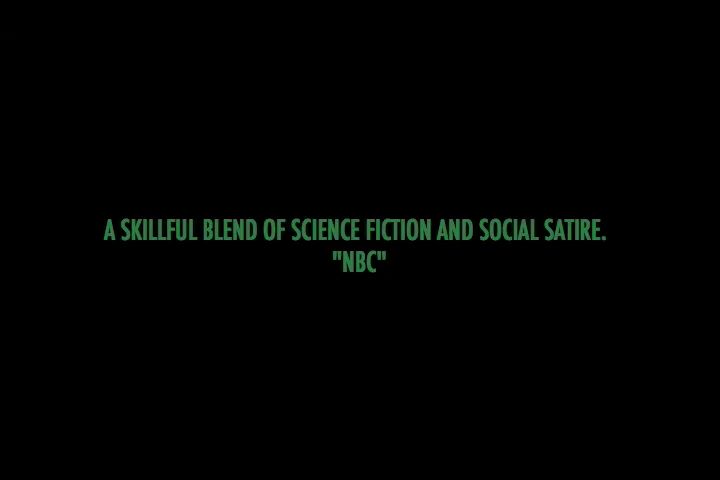 A SKILLFUL BLEND OF SCIENCE FICTION AND SOCIAL SATIRE.
"NBC"